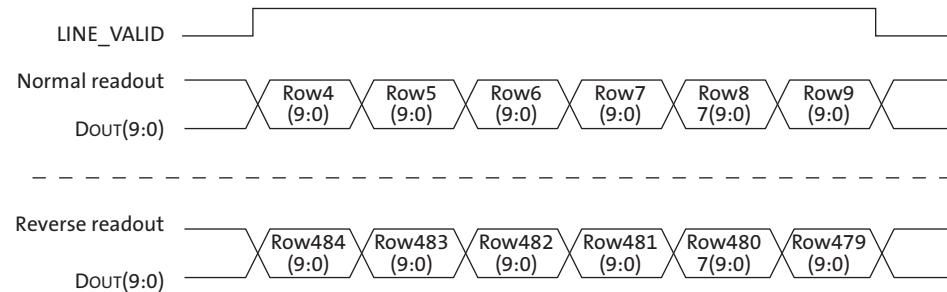 LINE_VALID
Normal readout
Row4 Row5 Row6 Row7 Row8 Row9
(9:0) (9:0) (9:0) (9:0) 7(9:0) (9:0)
DOUT(9:0)
Reverse readout
Row484 Row483 Row482 Row481 Row480 Row479
(9:0) (9:0) (9:0) (9:0) 7(9:0) (9:0)
DOUT(9:0)